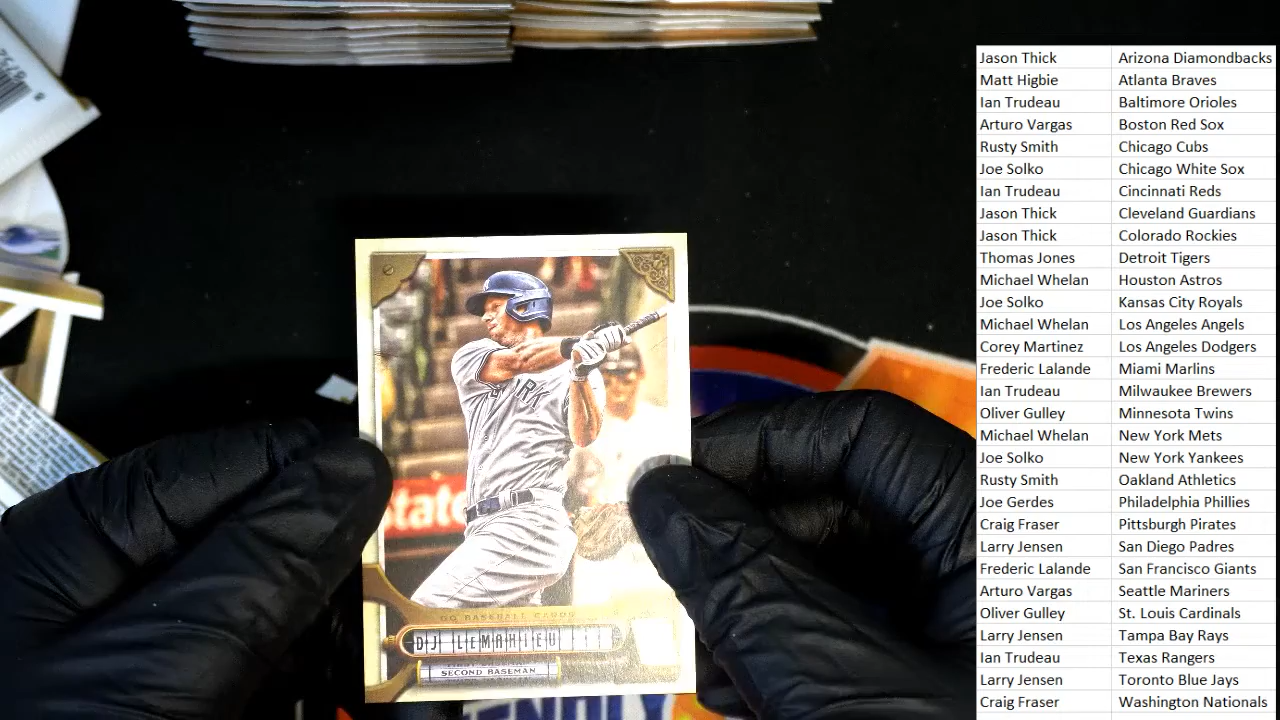 Jason Thick Arizona Diamondbacks
Matt Higbie Atlanta Braves
Ian Trudeau Baltimore Orioles
Arturo Vargas Boston Red Sox
Rusty Smith Chicago Cubs
Joe Solko Chicago White Sox
Ian Trudeau Cincinnati Reds
Jason Thick Cleveland Guardians
Jason Thick Colorado Rockies
Thomas Jones Detroit Tigers
Michael Whelan Houston Astros
Joe Solko Kansas City Royals
Michael Whelan Los Angeles Angels
Corey Martinez Los Angeles Dodgers
Frederic Lalande Miami Marlins
Ian Trudeau Milwaukee Brewers
Oliver Gulley Minnesota Twins
Michael Whelan New York Mets
Joe Solko New York Yankees
Rusty Smith Oakland Athletics
Joe Gerdes Philadelphia Phillies
Craig Fraser Pittsburgh Pirates
Larry Jensen San Diego Padres
Frederic Lalande San Francisco Giants
Arturo Vargas Seattle Mariners
Oliver Gulley St. Louis Cardinals
Larry Jensen Tampa Bay Rays
Ian Trudeau Texas Rangers
Larry Jensen Toronto Blue Jays
Craig Fraser Washington Nationals
GQ BASEBALL CARDS
DJ LEMAHIEU
SECOND BASEMAN